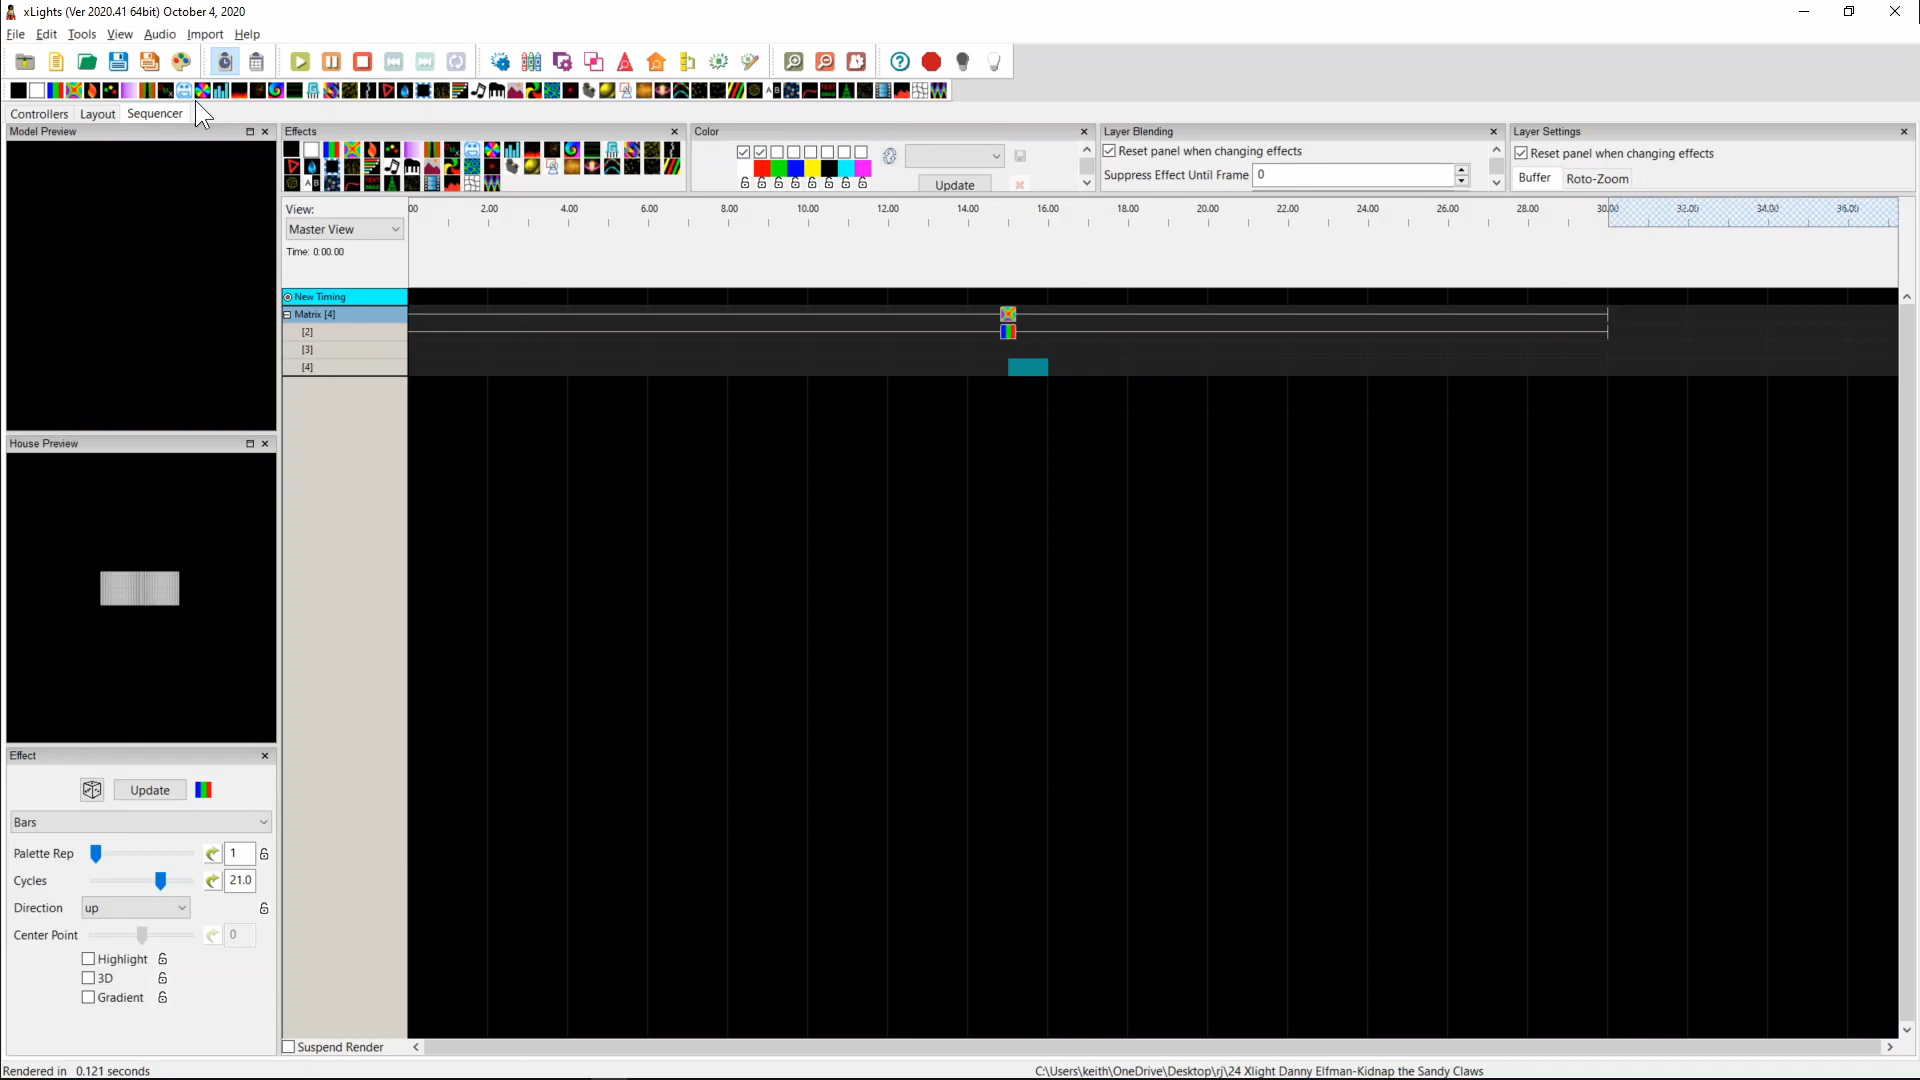 xLights (Ver 2020.41 64bit) October 4, 2020
File Edit Tools View Audio Import Help
Controllers Layout Sequencer
Model Preview
Effects
Color
Layer Blending
Layer Settings
Reset panel when changing effects
Reset panel when changing effects
Suppress Effect Until Frame 0
Buffer Roto-Zoom
Update
View:
Master View
Time: 0:00.00
00 2.00 4.00 6.00 8.00 10.00 12.00 14.00 16.00 18.00 20.00 22.00 24.00 26.00 28.00 30.00 32.00 34.00 36.00
New Timing
Matrix [4]
[2]
[3]
[4]
House Preview
Effect
Update
Bars
Palette Rep 1
Cycles 21.0
Direction up
Center Point 0
Highlight
3D
Gradient
Suspend Render
Rendered in 0.121 seconds
C:\Users\keith\OneDrive\Desktop\rj\24 Xlight Danny Elfman-Kidnap the Sandy Claws